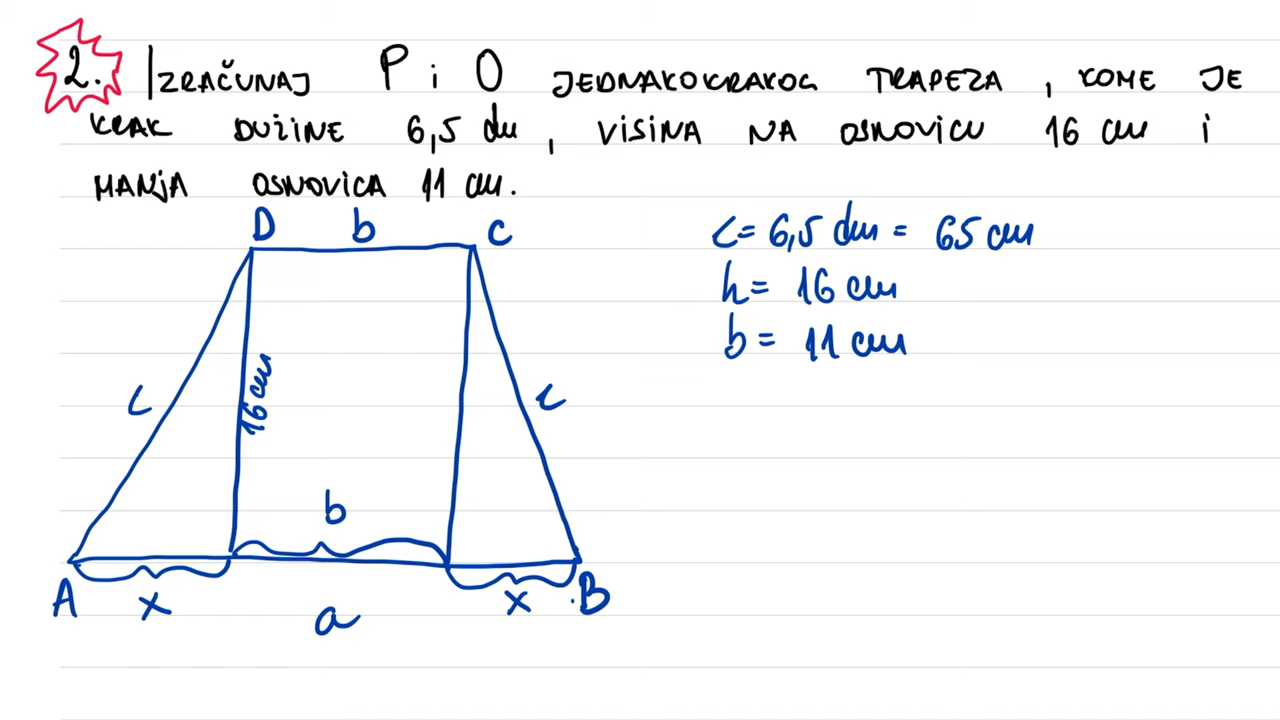 2. IZRAČUNAJ P i O JEDNAKOKRAKOG TRAPEZA, KOME JE
KRAK DUŽINE 6,5 dm, VISINA NA OSNOVICU 16 cm i
MANJA OSNOVICA 11 cm.
D b C
c = 6,5 dm = 65 cm
h = 16 cm
b = 11 cm
c 16 cm c
b
A x a x B